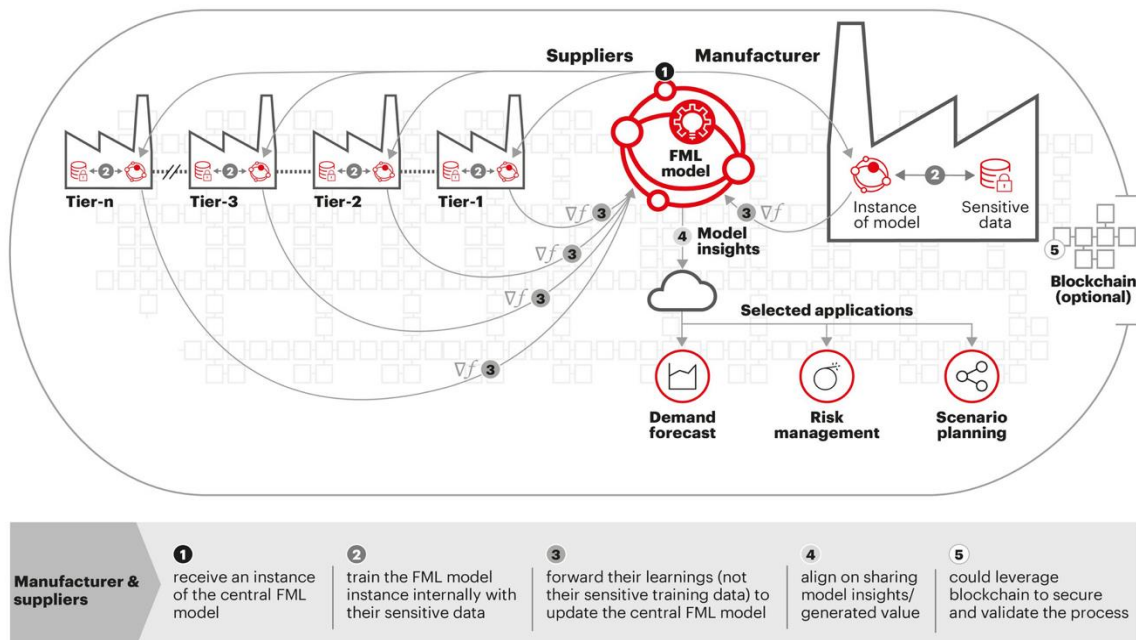 Suppliers
Manufacturer
1
FML
model
2
2
2
2
Tier-n
Tier-3
Tier-2
Tier-1
2
Instance
of model
Sensitive
data
∇f 3
∇f 3
∇f 3
∇f 3
3 ∇f
4
Model
insights
5
Blockchain
(optional)
Selected applications
Demand
forecast
Risk
management
Scenario
planning
Manufacturer &
suppliers
1
receive an instance
of the central FML
model
2
train the FML model
instance internally with
their sensitive data
3
forward their learnings (not
their sensitive training data) to
update the central FML model
4
align on sharing
model insights/
generated value
5
could leverage
blockchain to secure
and validate the process